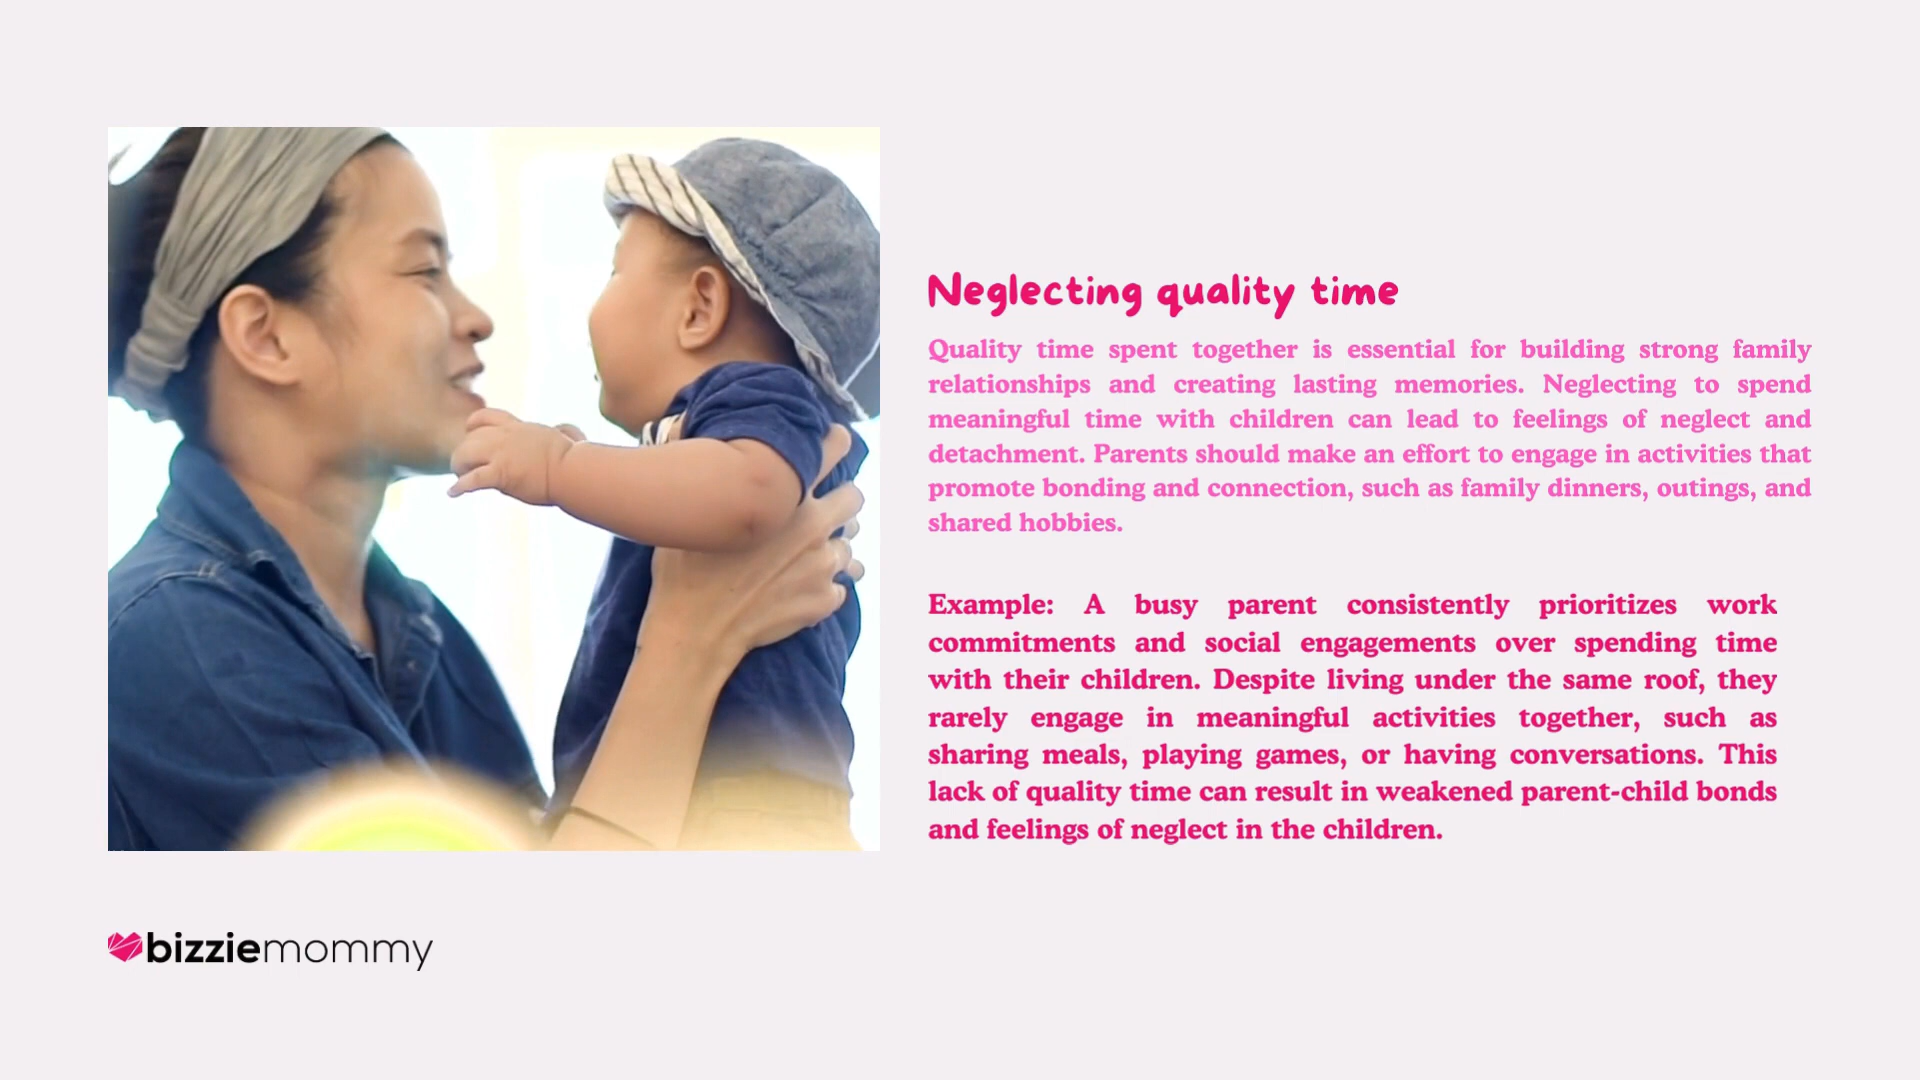 Neglecting quality time
Quality time spent together is essential for building strong family
relationships and creating lasting memories. Neglecting to spend
meaningful time with children can lead to feelings of neglect and
detachment. Parents should make an effort to engage in activities that
promote bonding and connection, such as family dinners, outings, and
shared hobbies.
Example: A busy parent consistently prioritizes work
commitments and social engagements over spending time
with their children. Despite living under the same roof, they
rarely engage in meaningful activities together, such as
sharing meals, playing games, or having conversations. This
lack of quality time can result in weakened parent-child bonds
and feelings of neglect in the children.
bizziemommy